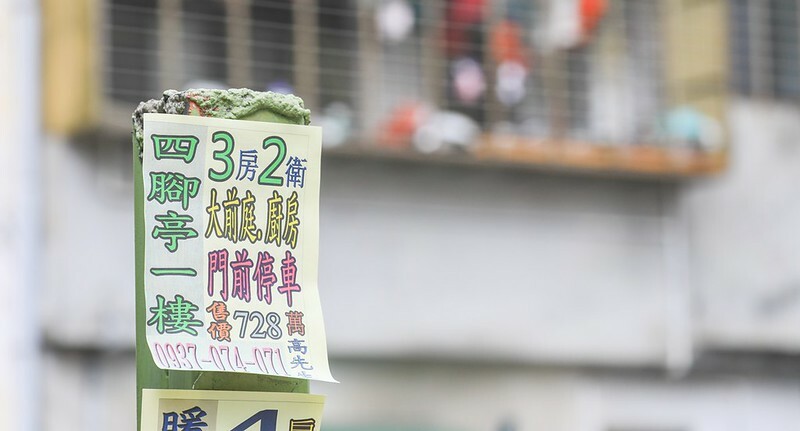 四腳亭一樓
3房2衛
大前庭.廚房
門前停車
售價728萬
0937-074-071
高先
暖